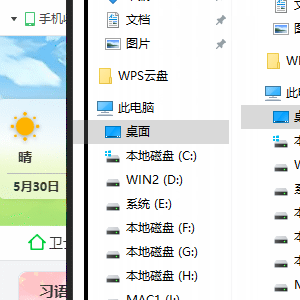 手机
晴
5月30日
卫
习语
文档
图片
WPS云盘
此电脑
桌面
本地磁盘 (C:)
WIN2 (D:)
系统 (E:)
本地磁盘 (F:)
本地磁盘 (G:)
本地磁盘 (H:)
MAC1 (I:)
文
图
W
此
本
W
系
本
本
本
M